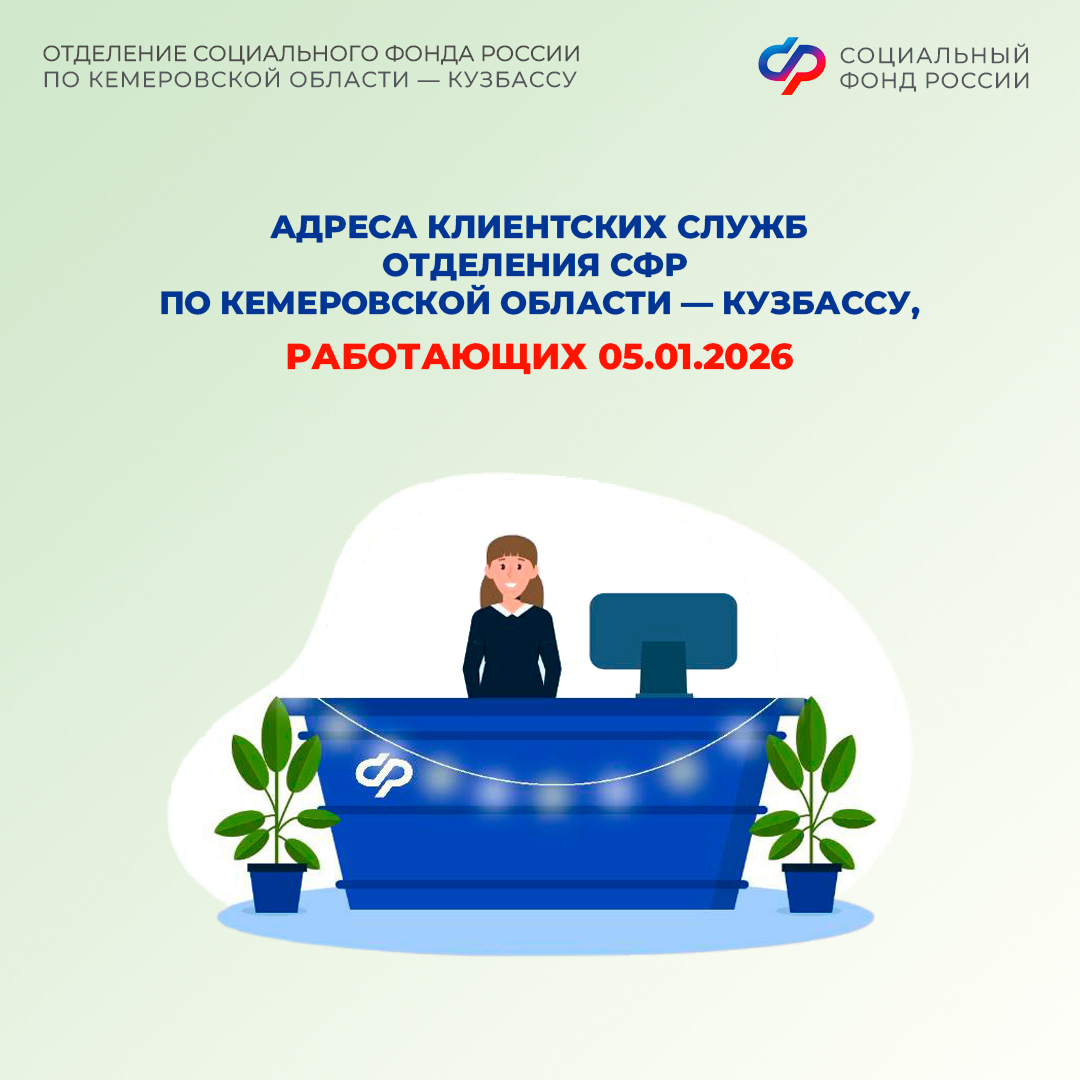 ОТДЕЛЕНИЕ СОЦИАЛЬНОГО ФОНДА РОССИИ
ПО КЕМЕРОВСКОЙ ОБЛАСТИ — КУЗБАССУ
СОЦИАЛЬНЫЙ
ФОНД РОССИИ
АДРЕСА КЛИЕНТСКИХ СЛУЖБ
ОТДЕЛЕНИЯ СФР
ПО КЕМЕРОВСКОЙ ОБЛАСТИ — КУЗБАССУ,
РАБОТАЮЩИХ 05.01.2026